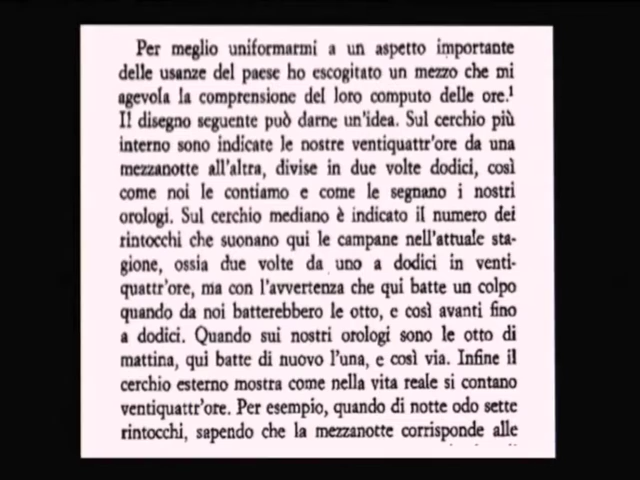 Per meglio uniformarmi a un aspetto importante
delle usanze del paese ho escogitato un mezzo che mi
agevola la comprensione del loro computo delle ore.¹
Il disegno seguente può darne un'idea. Sul cerchio più
interno sono indicate le nostre ventiquattr'ore da una
mezzanotte all'altra, divise in due volte dodici, così
come noi le contiamo e come le segnano i nostri
orologi. Sul cerchio mediano è indicato il numero dei
rintocchi che suonano qui le campane nell'attuale sta-
gione, ossia due volte da uno a dodici in venti-
quattr'ore, ma con l'avvertenza che qui batte un colpo
quando da noi batterebbero le otto, e così avanti fino
a dodici. Quando sui nostri orologi sono le otto di
mattina, qui batte di nuovo l'una, e così via. Infine il
cerchio esterno mostra come nella vita reale si contano
ventiquattr'ore. Per esempio, quando di notte odo sette
rintocchi, sapendo che la mezzanotte corrisponde alle